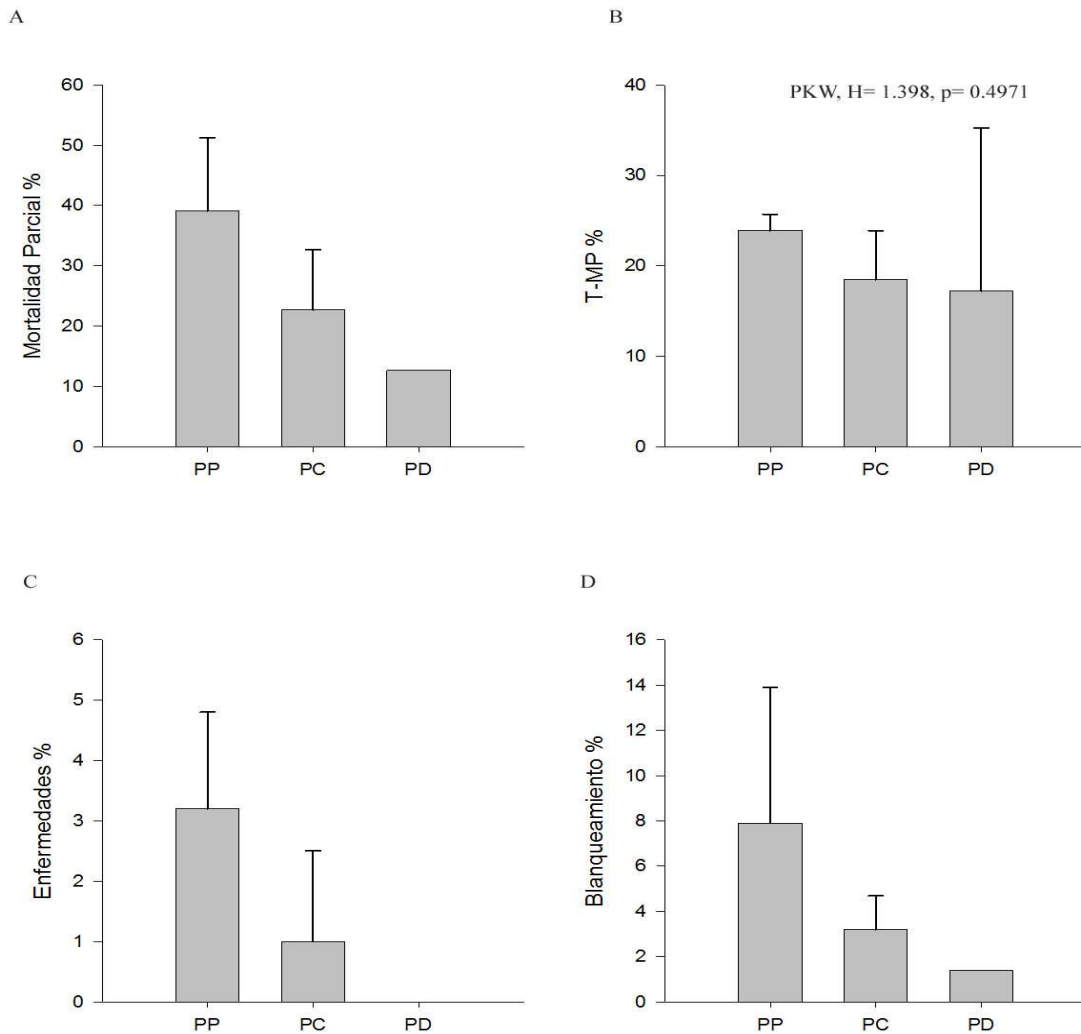 A
Mortalidad Parcial %
60
50
40
30
20
10
0
PP PC PD
B
PKW, H= 1.398, p= 0.4971
T-MP %
40
30
20
10
0
PP PC PD
C
Enfermedades %
6
5
4
3
2
1
0
PP PC PD
D
Blanqueamiento %
16
14
12
10
8
6
4
2
0
PP PC PD